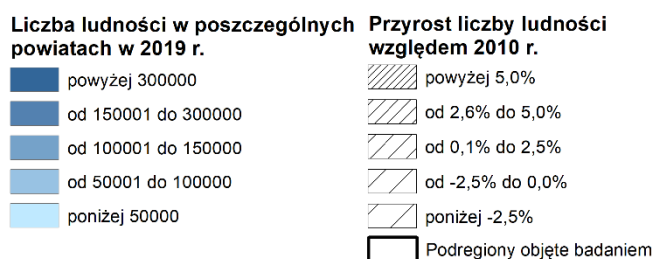 Liczba ludności w poszczególnych
powiatach w 2019 r.
powyżej 300000
od 150001 do 300000
od 100001 do 150000
od 50001 do 100000
poniżej 50000
Przyrost liczby ludności
względem 2010 r.
powyżej 5,0%
od 2,6% do 5,0%
od 0,1% do 2,5%
od -2,5% do 0,0%
poniżej -2,5%
Podregiony objęte badaniem